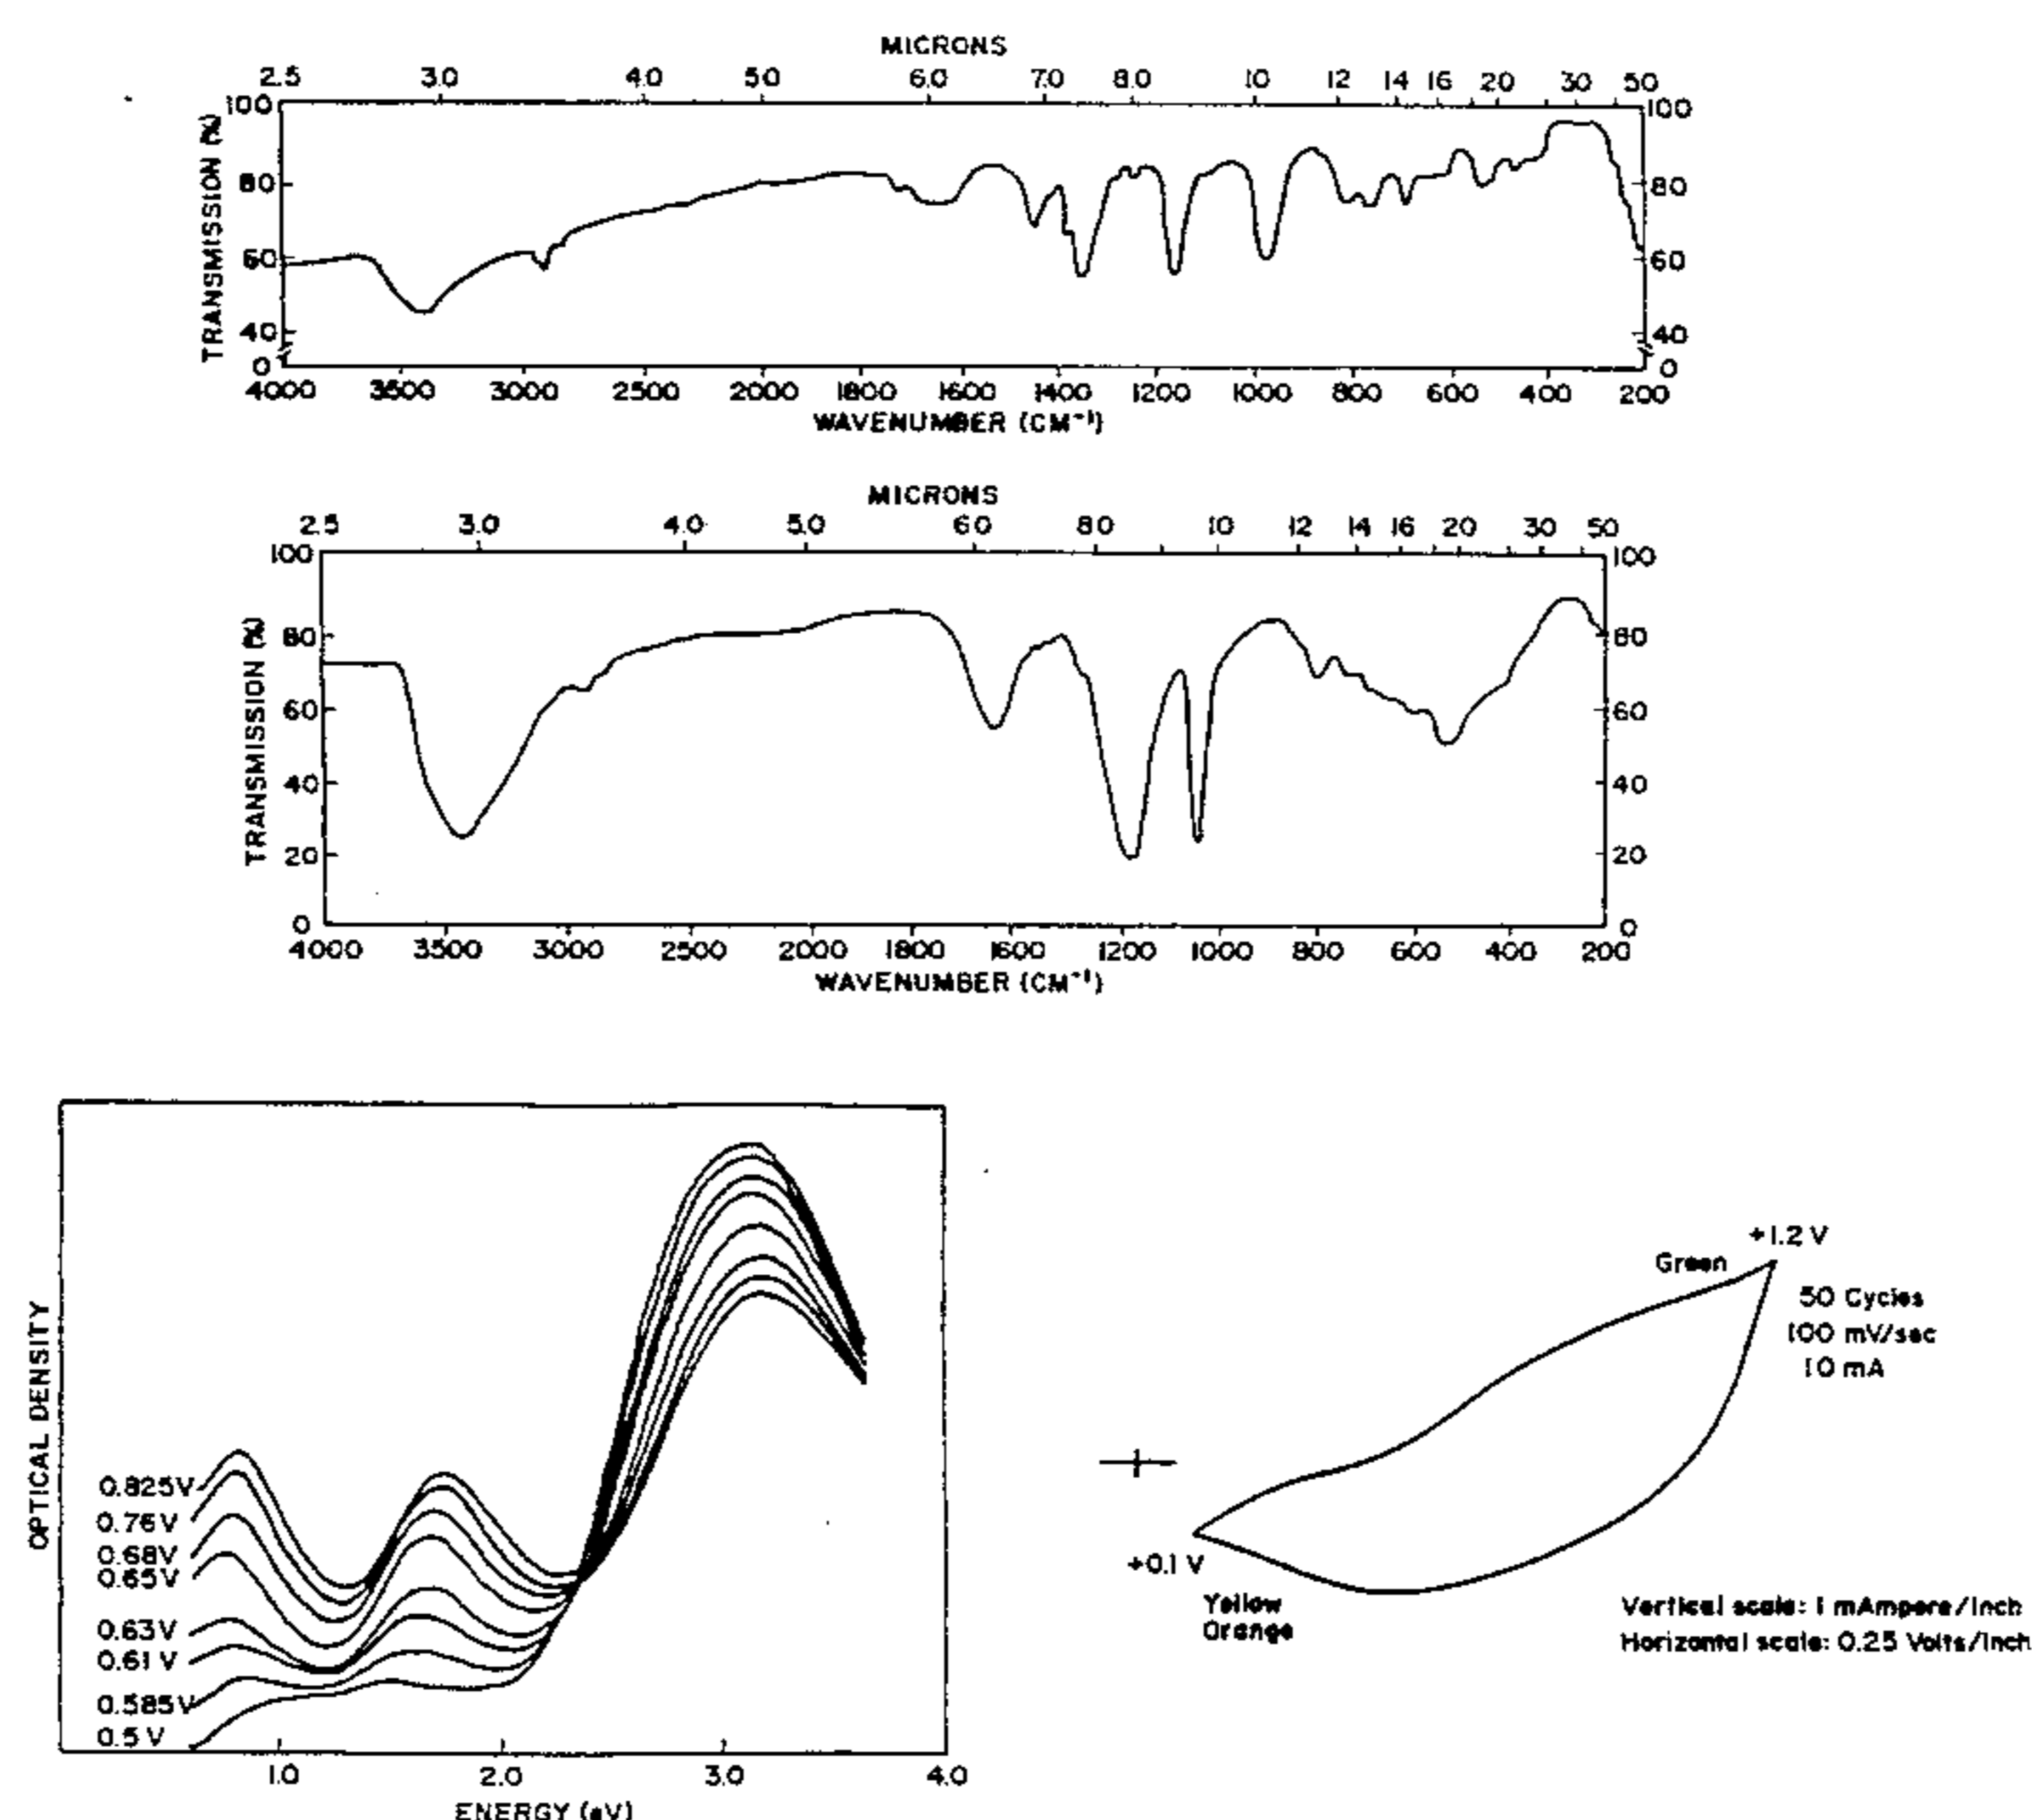 MICRONS
2.5 3.0 4.0 5.0 6.0 7.0 8.0 10 12 14 16 20 30 50
TRANSMISSION (%)
100 100
80 80
60 60
40 40
0 0
4000 3500 3000 2500 2000 1800 1600 1400 1200 1000 800 600 400 200
WAVENUMBER (CM⁻¹)
MICRONS
2.5 3.0 4.0 5.0 6.0 8.0 10 12 14 16 20 30 50
TRANSMISSION (%)
100 100
80 80
60 60
40 40
20 20
0 0
4000 3500 3000 2500 2000 1800 1600 1200 1000 800 600 400 200
WAVENUMBER (CM⁻¹)
OPTICAL DENSITY
0.825V
0.76V
0.68V
0.65V
0.63V
0.61V
0.585V
0.5V
1.0 2.0 3.0 4.0
ENERGY (eV)
+1.2 V
Green
50 Cycles
100 mV/sec
10 mA
+0.1 V
Yellow
Orange
Vertical scale: 1 mAmpere/Inch
Horizontal scale: 0.25 Volts/Inch